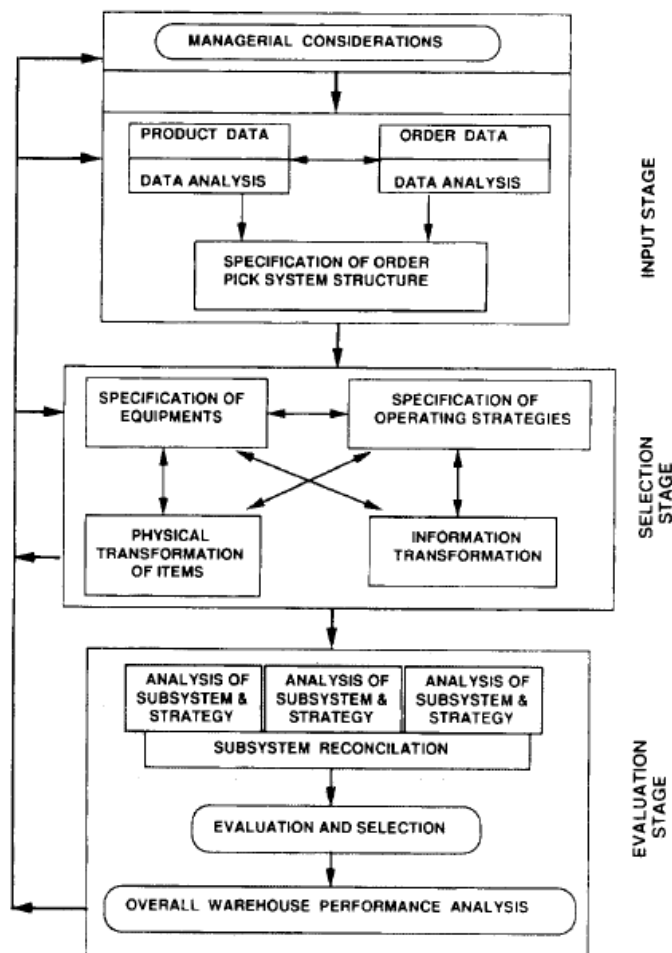 MANAGERIAL CONSIDERATIONS
PRODUCT DATA
ORDER DATA
DATA ANALYSIS
DATA ANALYSIS
SPECIFICATION OF ORDER
PICK SYSTEM STRUCTURE
INPUT STAGE
SPECIFICATION OF
EQUIPMENTS
SPECIFICATION OF
OPERATING STRATEGIES
PHYSICAL
TRANSFORMATION
OF ITEMS
INFORMATION
TRANSFORMATION
SELECTION
STAGE
ANALYSIS OF
SUBSYSTEM &
STRATEGY
ANALYSIS OF
SUBSYSTEM &
STRATEGY
ANALYSIS OF
SUBSYSTEM &
STRATEGY
SUBSYSTEM RECONCILATION
EVALUATION AND SELECTION
OVERALL WAREHOUSE PERFORMANCE ANALYSIS
EVALUATION
STAGE